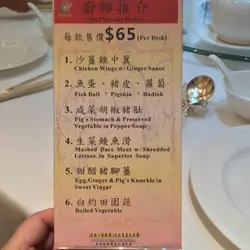 廚師推介
每款售價 $65 (Per Dish)
1. 沙薑雞中翼
Chicken Wings w/ Ginger Sauce
2. 魚蛋、豬皮、蘿蔔
Fish Ball 、 Pigskin 、 Radish
3. 咸菜胡椒豬肚
Pig's Stomach & Preserved
Vegetable in Pepper Soup
4. 生菜鯪魚滑
Mashed Dace Meat w/ Shredded
Lettuce in Superior Soup
5. 甜醋豬腳薑
Egg, Ginger & Pig's Knuckle in
Sweet Vinegar
6. 白灼田園蔬
Boiled Vegetable